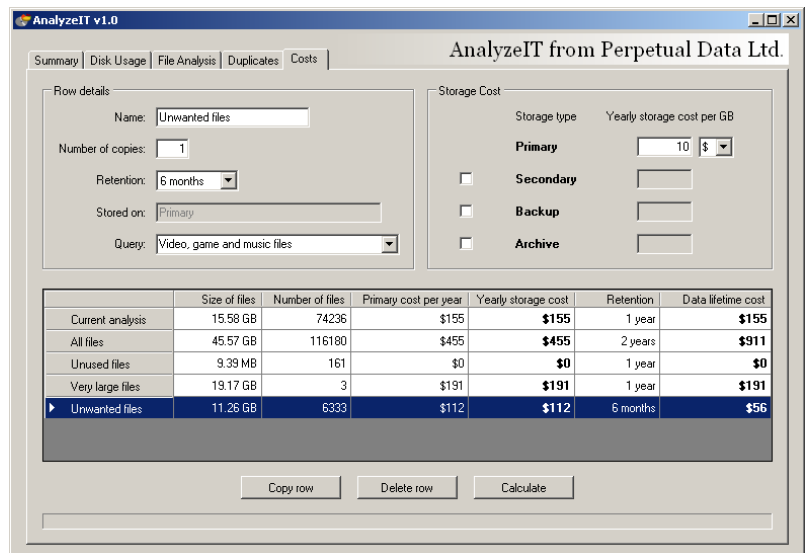 AnalyzeIT v1.0
AnalyzeIT from Perpetual Data Ltd.
Summary Disk Usage File Analysis Duplicates Costs
Row details
Name: Unwanted files
Number of copies: 1
Retention: 6 months
Stored on: Primary
Query: Video, game and music files
Storage Cost
Storage type Yearly storage cost per GB
Primary 10 $
Secondary
Backup
Archive
Size of files Number of files Primary cost per year Yearly storage cost Retention Data lifetime cost
Current analysis 15.58 GB 74236 $155 $155 1 year $155
All files 45.57 GB 116180 $455 $455 2 years $911
Unused files 9.39 MB 161 $0 $0 1 year $0
Very large files 19.17 GB 3 $191 $191 1 year $191
Unwanted files 11.26 GB 6333 $112 $112 6 months $56
Copy row Delete row Calculate